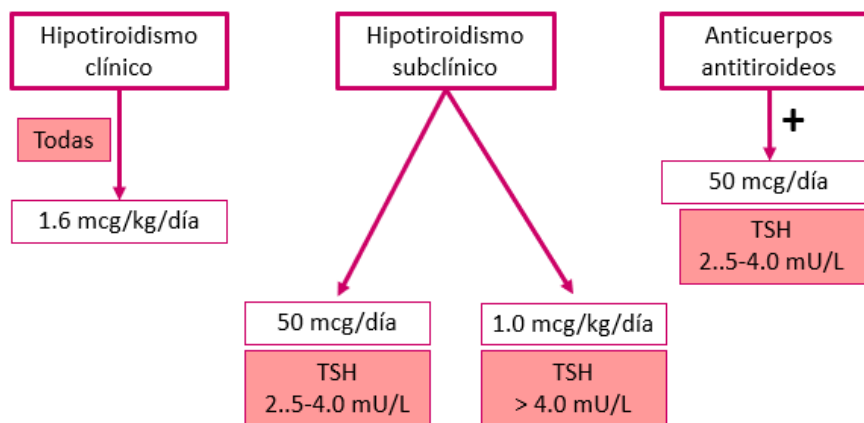 Hipotiroidismo
clínico
Hipotiroidismo
subclínico
Anticuerpos
antitiroideos
Todas
+
1.6 mcg/kg/día
50 mcg/día
TSH
2..5-4.0 mU/L
50 mcg/día
TSH
2..5-4.0 mU/L
1.0 mcg/kg/día
TSH
> 4.0 mU/L